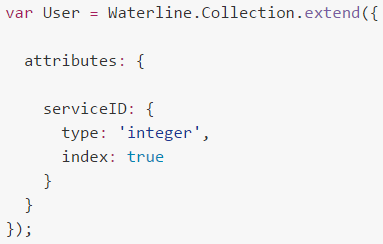 var User = Waterline.Collection.extend({
  attributes: {
    serviceID: {
      type: 'integer',
      index: true
    }
  }
});